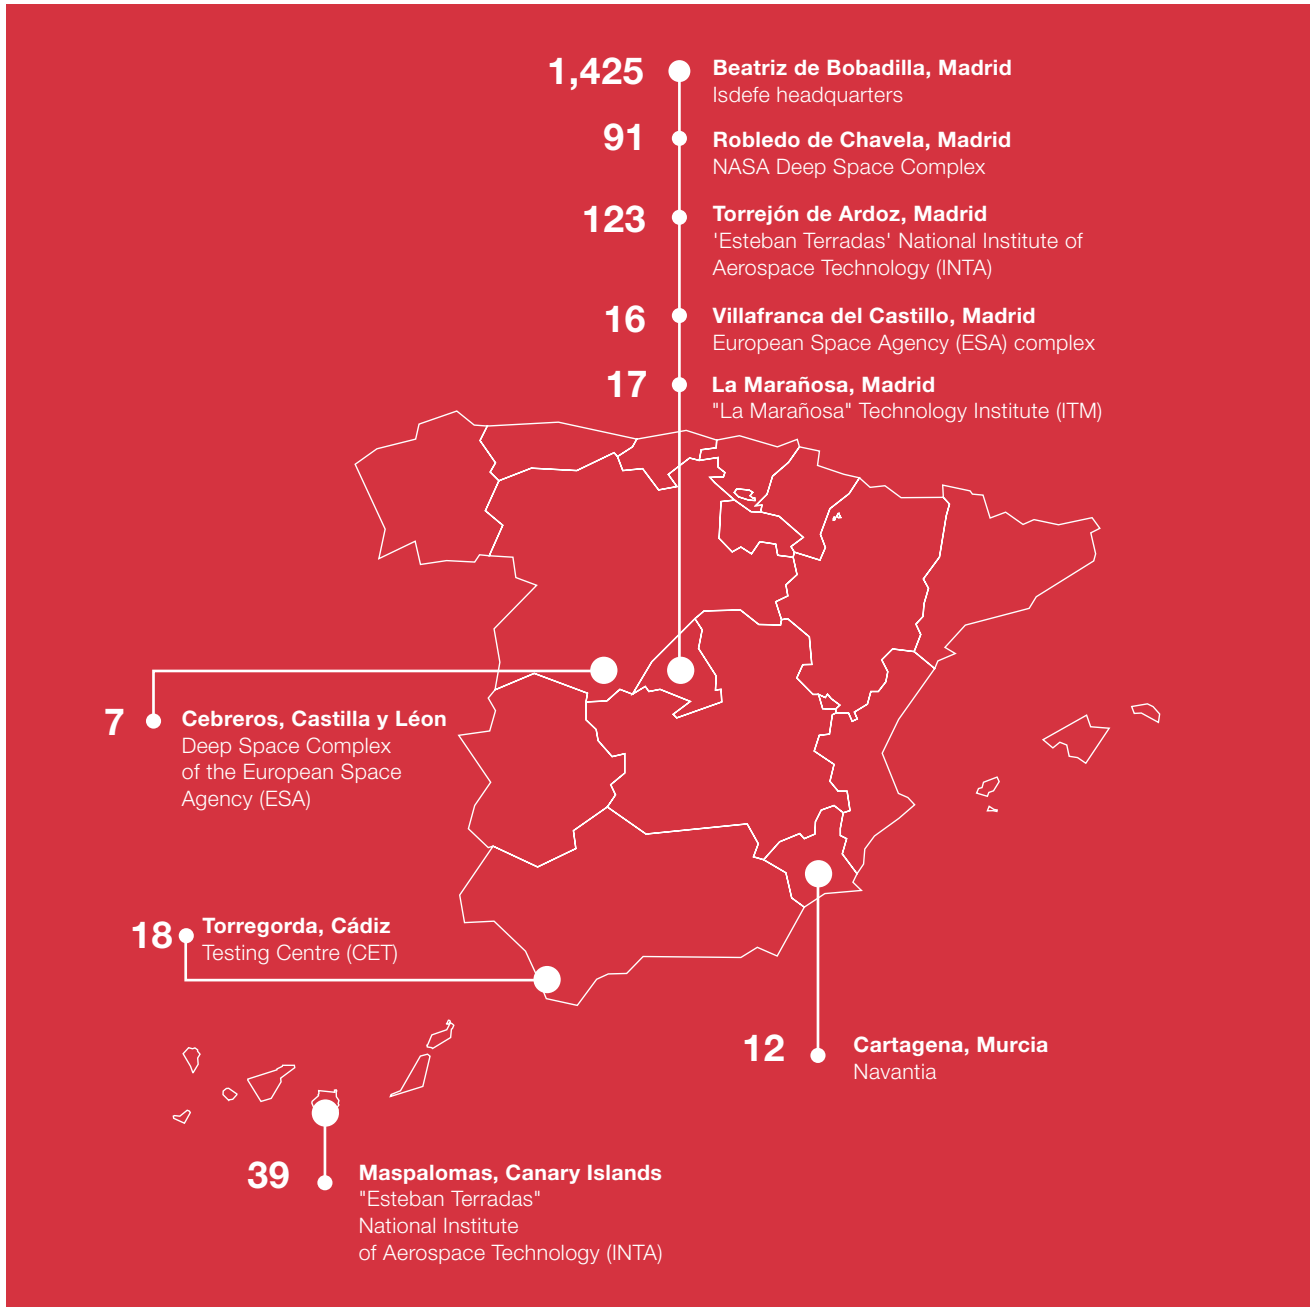 1,425
Beatriz de Bobadilla, Madrid
Isdefe headquarters
91
Robledo de Chavela, Madrid
NASA Deep Space Complex
123
Torrejón de Ardoz, Madrid
'Esteban Terradas' National Institute of
Aerospace Technology (INTA)
16
Villafranca del Castillo, Madrid
European Space Agency (ESA) complex
17
La Marañosa, Madrid
"La Marañosa" Technology Institute (ITM)
7
Cebreros, Castilla y Léon
Deep Space Complex
of the European Space
Agency (ESA)
18
Torregorda, Cádiz
Testing Centre (CET)
12
Cartagena, Murcia
Navantia
39
Maspalomas, Canary Islands
"Esteban Terradas"
National Institute
of Aerospace Technology (INTA)